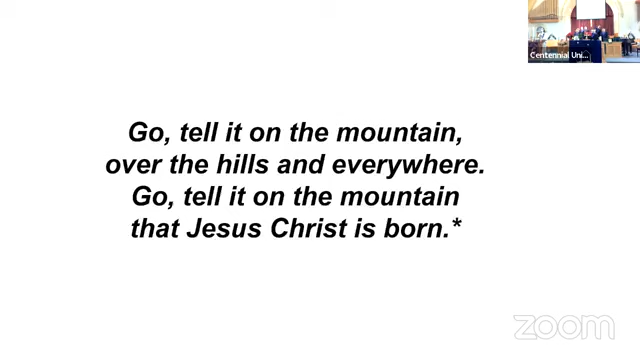 Centennial Uni...
Go, tell it on the mountain,
over the hills and everywhere.
Go, tell it on the mountain
that Jesus Christ is born.*
zoom